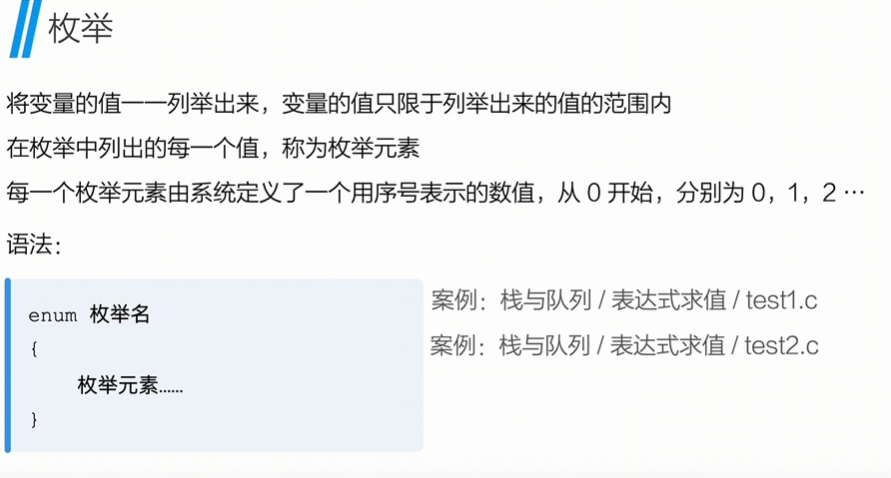 枚举
将变量的值一一列举出来，变量的值只限于列举出来的值的范围内
在枚举中列出的每一个值，称为枚举元素
每一个枚举元素由系统定义了一个用序号表示的数值，从 0 开始，分别为 0，1，2 …
语法：
enum 枚举名
{
枚举元素……
}
案例：栈与队列 / 表达式求值 / test1.c
案例：栈与队列 / 表达式求值 / test2.c